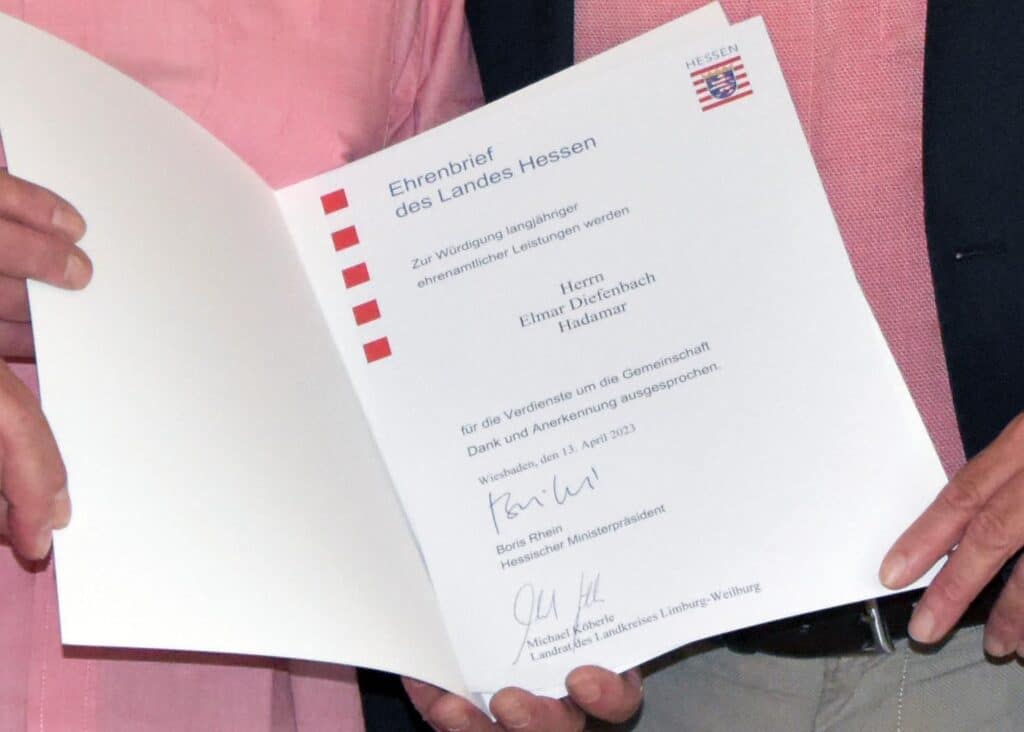 HESSEN
Ehrenbrief
des Landes Hessen
Zur Würdigung langjähriger
ehrenamtlicher Leistungen werden
Herrn
Elmar Diefenbach
Hadamar
für die Verdienste um die Gemeinschaft
Dank und Anerkennung ausgesprochen.
Wiesbaden, den 13. April 2023
Boris Rhein
Hessischer Ministerpräsident
Michael Köberle
Landrat des Landkreises Limburg-Weilburg